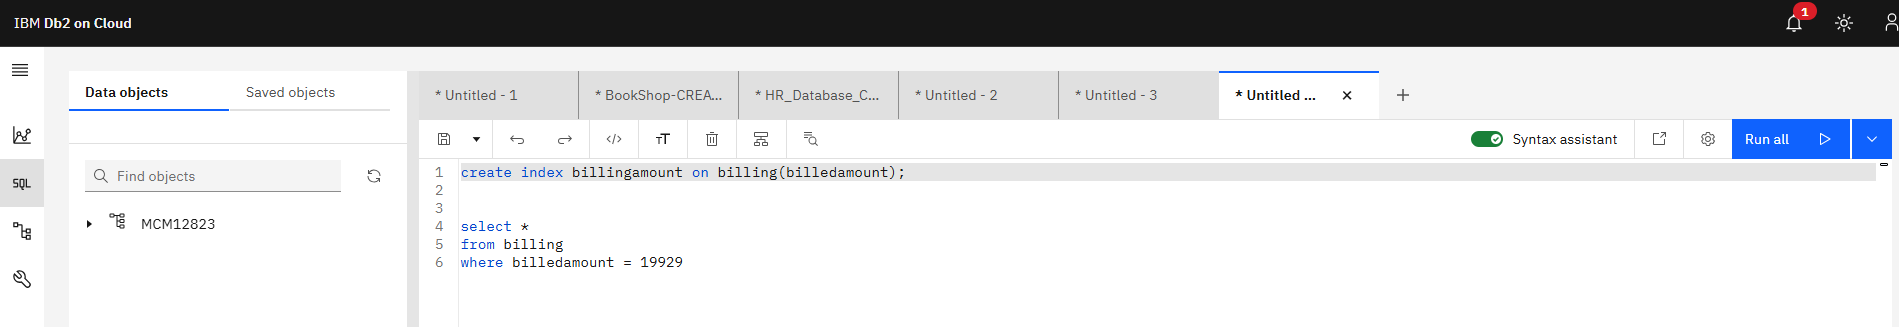 IBM Db2 on Cloud
1
Data objects
Saved objects
* Untitled - 1
* BookShop-CREA...
* HR_Database_C...
* Untitled - 2
* Untitled - 3
* Untitled ...
Syntax assistant
Run all
SQL
Find objects
MCM12823
1 create index billingamount on billing(billedamount);
2
3
4 select *
5 from billing
6 where billedamount = 19929